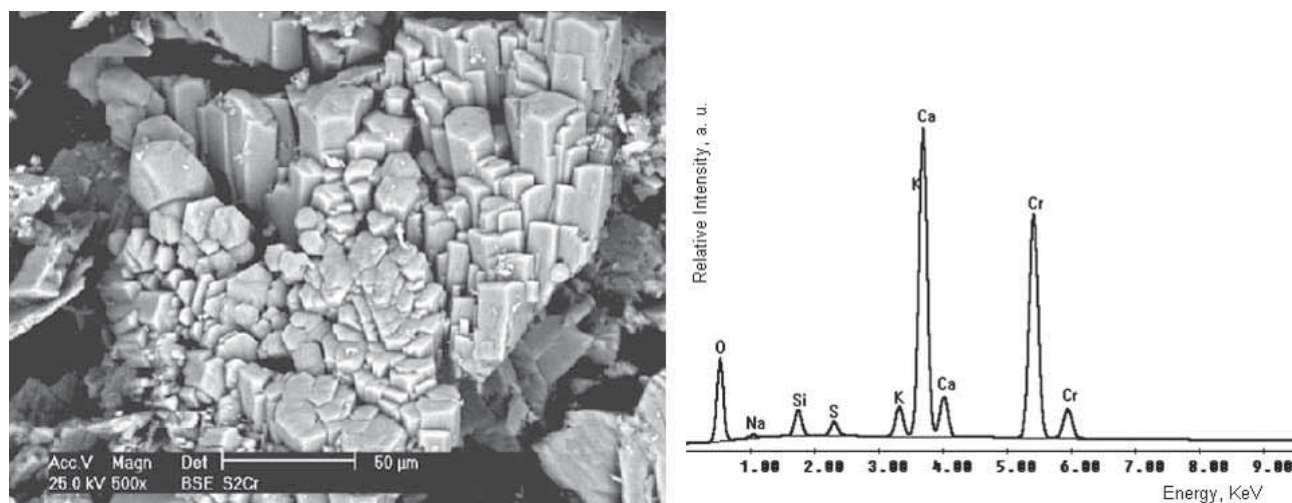 Acc.V Magn Det 50 µm
25.0 kV 500x BSE S2Cr
Relative Intensity, a. u.
Ca
K
Cr
O
Na
Si
S
K
Ca
Cr
1.00 2.00 3.00 4.00 5.00 6.00 7.00 8.00 9.00
Energy, KeV